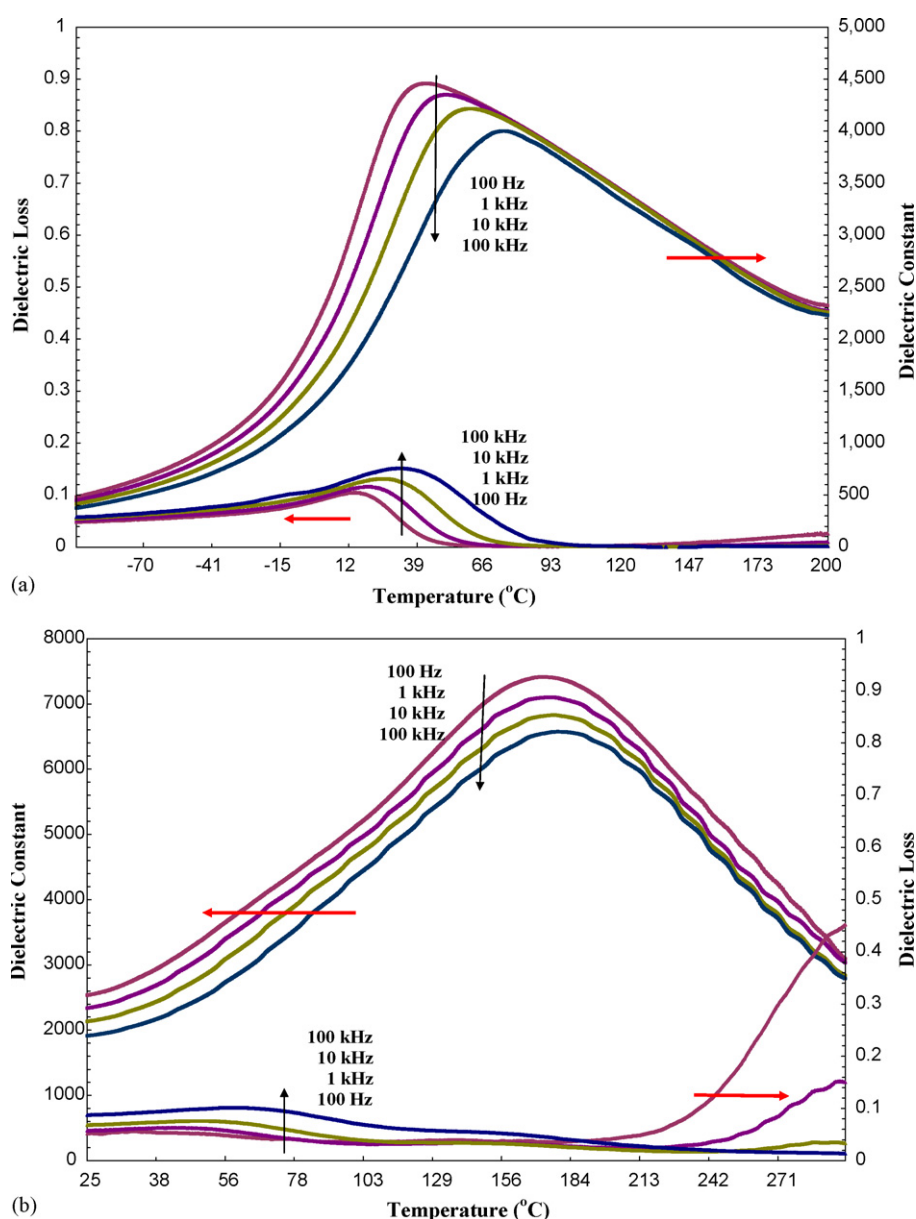 1
5,000
0.9
4,500
0.8
4,000
0.7
100 Hz
3,500
1 kHz
0.6
10 kHz
3,000
100 kHz
0.5
2,500
0.4
2,000
0.3
1,500
0.2
1,000
100 kHz
10 kHz
0.1
1 kHz
500
100 Hz
0
0
-70
-41
-15
12
39
66
93
120
147
173
200
Dielectric Loss
Dielectric Constant
Temperature (°C)
(a)
8000
1
100 Hz
7000
1 kHz
0.9
10 kHz
100 kHz
6000
0.8
0.7
5000
0.6
4000
0.5
0.4
3000
0.3
2000
100 kHz
0.2
10 kHz
1 kHz
1000
100 Hz
0.1
0
0
25
38
56
78
103
129
156
184
213
242
271
Dielectric Constant
Dielectric Loss
Temperature (°C)
(b)